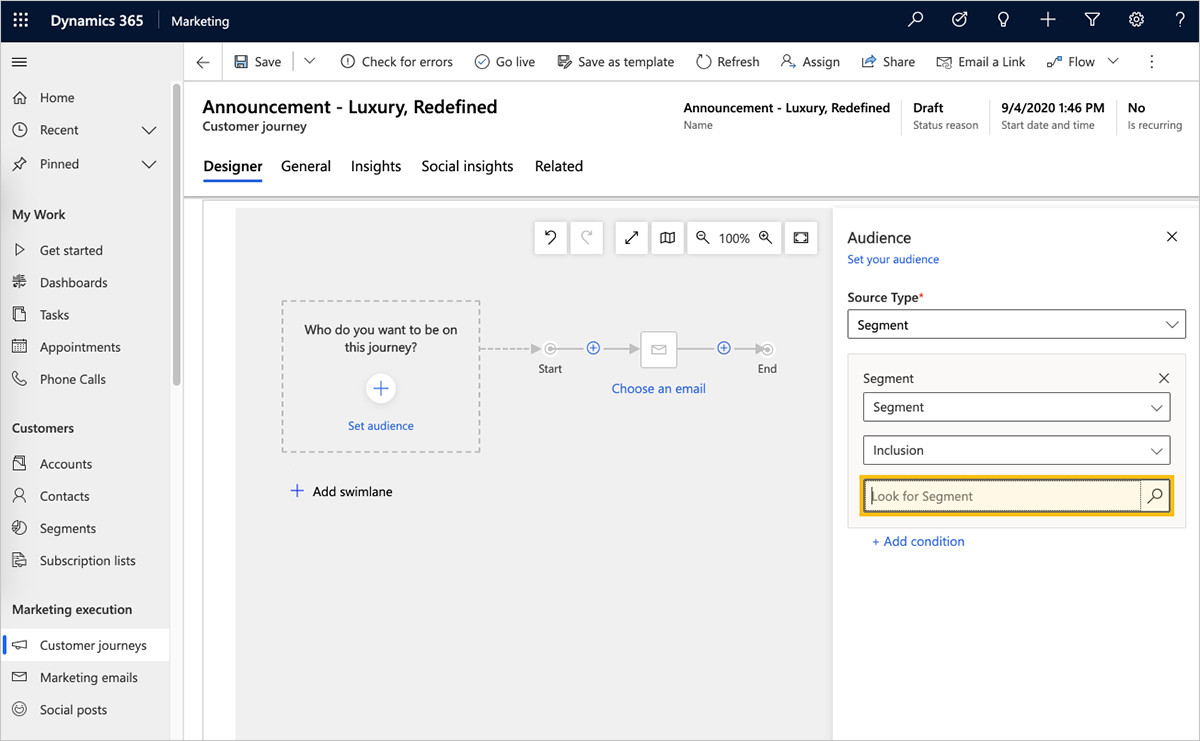 Dynamics 365
Marketing
?
Home
Recent
Pinned
My Work
Get started
Dashboards
Tasks
Appointments
Phone Calls
Customers
Accounts
Contacts
Segments
Subscription lists
Marketing execution
Customer journeys
Marketing emails
Social posts
Save
Check for errors
Go live
Save as template
Refresh
Assign
Share
Email a Link
Flow
Announcement - Luxury, Redefined
Customer journey
Announcement - Luxury, Redefined
Name
Draft
Status reason
9/4/2020 1:46 PM
Start date and time
No
Is recurring
Designer
General
Insights
Social insights
Related
100%
Who do you want to be on
this journey?
Set audience
Start
Choose an email
End
Add swimlane
Audience
Set your audience
Source Type*
Segment
Segment
Segment
Inclusion
Look for Segment
+ Add condition